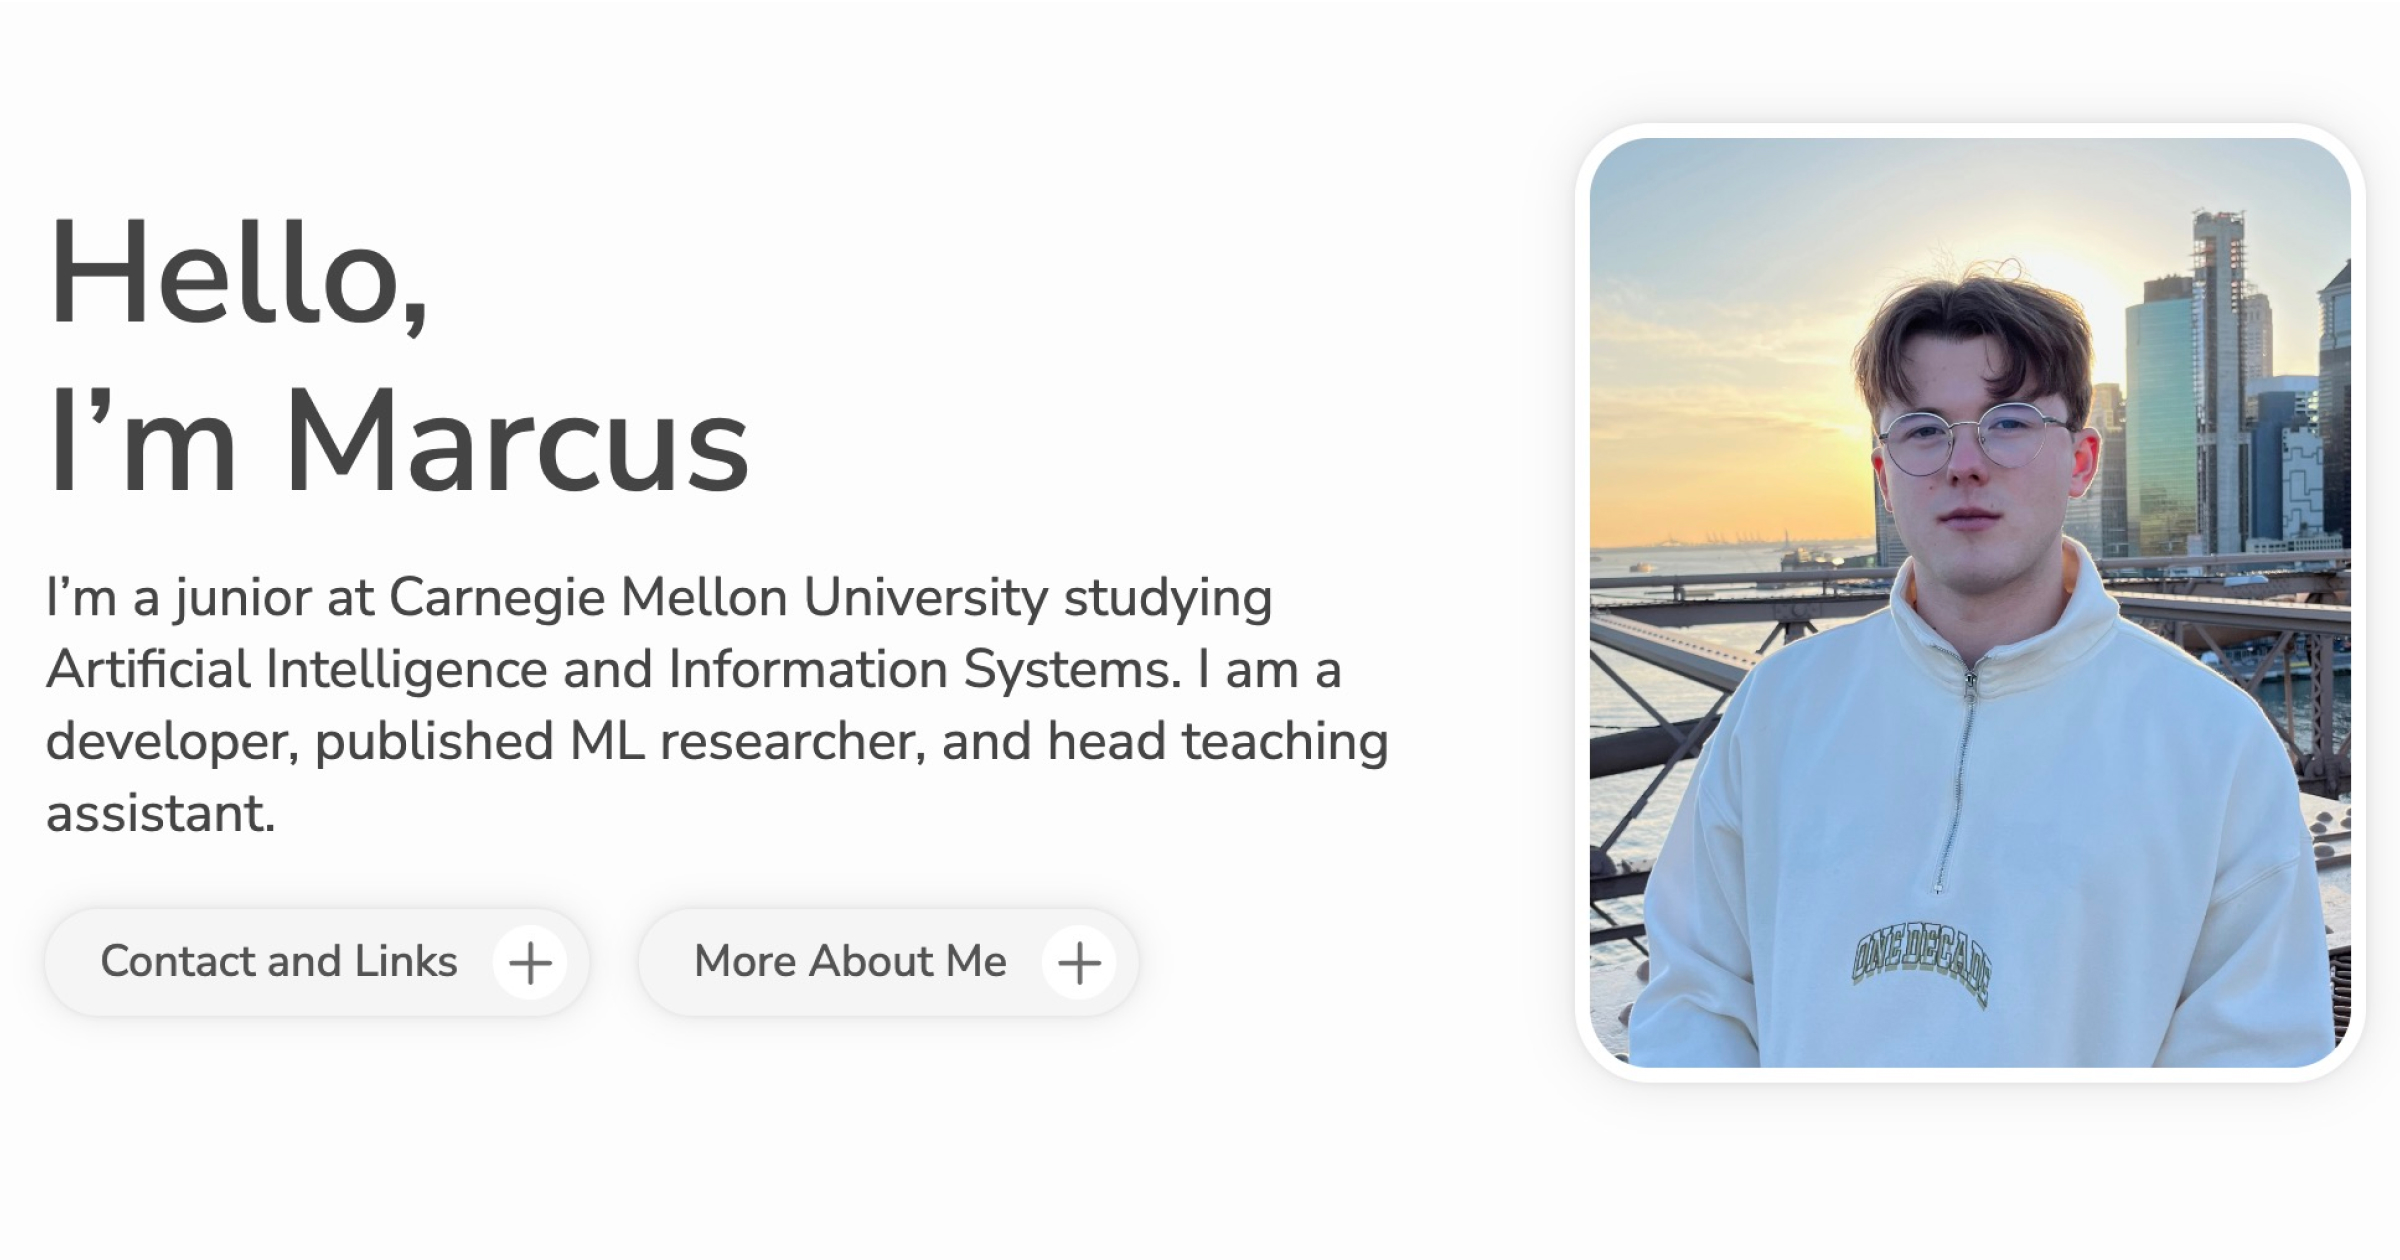 Hello,
I’m Marcus
I’m a junior at Carnegie Mellon University studying
Artificial Intelligence and Information Systems. I am a
developer, published ML researcher, and head teaching
assistant.
Contact and Links
More About Me
ONE DECADE